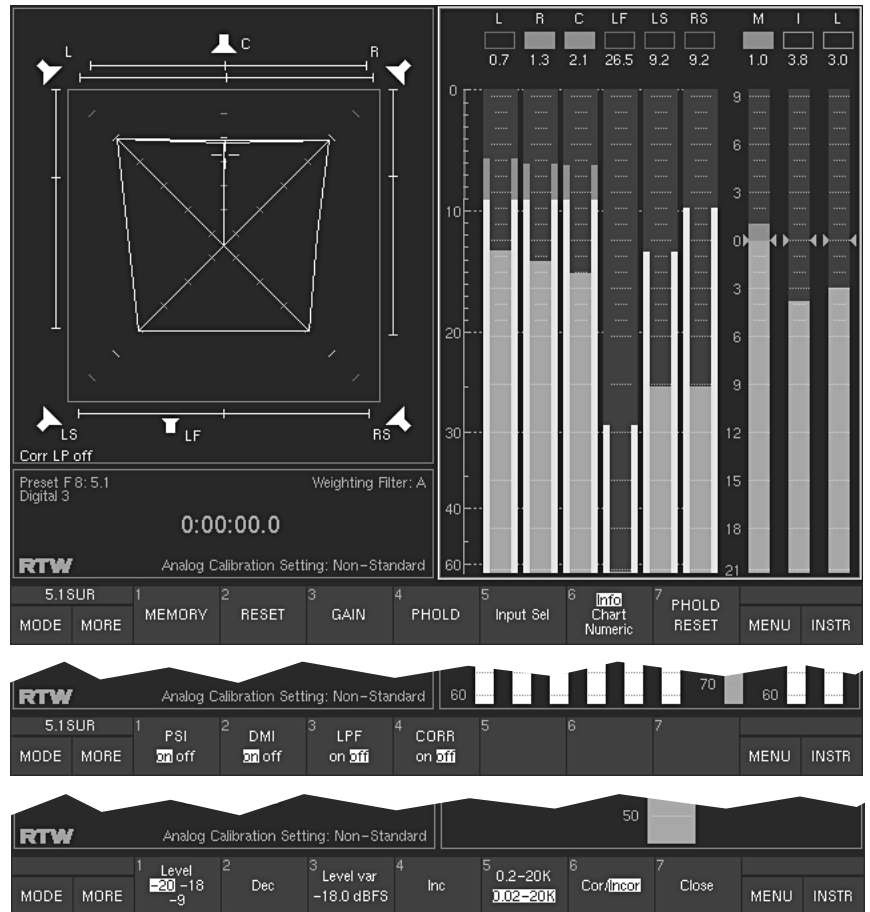 L R C LF LS RS M I L
0.7 1.3 2.1 26.5 9.2 9.2 1.0 3.8 3.0
L C R
0
10
20
30
40
60
9
6
3
0
3
6
9
12
15
18
21
LS LF RS
Corr LP off
Preset F 8: 5.1 Weighting Filter: A
Digital 3
0:00:00.0
RTW Analog Calibration Setting: Non-Standard
5.1SUR
MODE MORE
1 MEMORY
2 RESET
3 GAIN
4 PHOLD
5 Input Sel
6 Info
Chart
Numeric
7 PHOLD
RESET
MENU INSTR
RTW Analog Calibration Setting: Non-Standard
60 70 60
5.1SUR
MODE MORE
1 PSI
on off
2 DMI
on off
3 LPF
on off
4 CORR
on off
5
6
7
MENU INSTR
RTW Analog Calibration Setting: Non-Standard
50
MODE MORE
1 Level
-20 -18
-9
2 Dec
3 Level var
-18.0 dBFS
4 Inc
5 0.2-20K
0.02-20K
6 Cor/Incor
7 Close
MENU INSTR